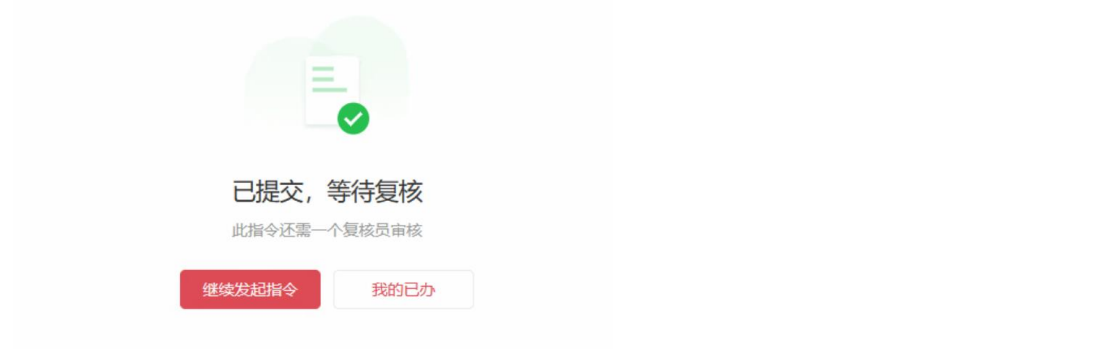 已提交，等待复核
此指令还需一个复核员审核
继续发起指令
我的已办